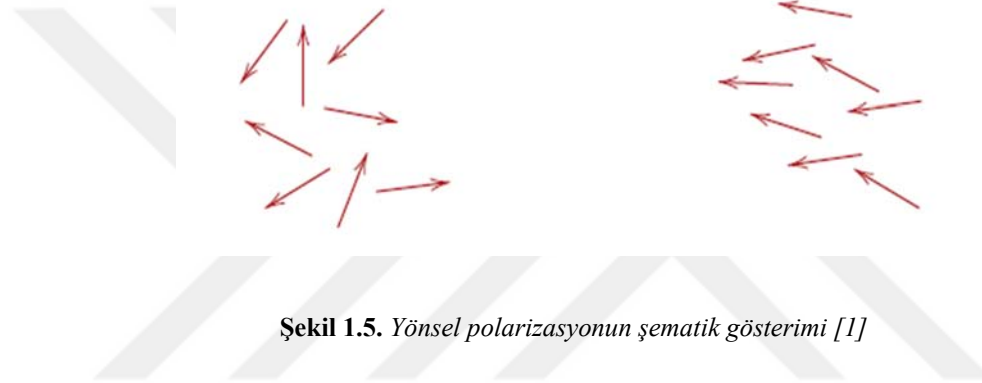 Şekil 1.5. Yönsel polarizasyonun şematik gösterimi [1]